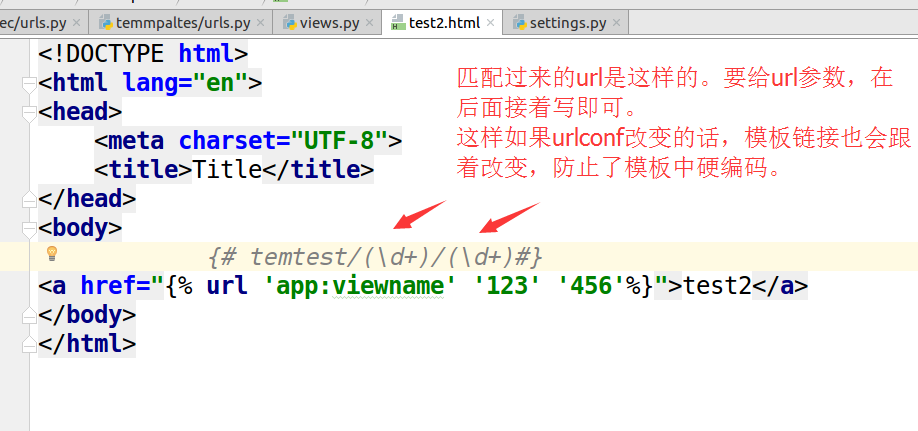 ec/urls.py temmpaltes/urls.py views.py test2.html settings.py
<!DOCTYPE html>
<html lang="en">
<head>
<meta charset="UTF-8">
<title>Title</title>
</head>
<body>
{# temtest/(\d+)/(\d+)#}
<a href="{% url 'app:viewname' '123' '456'%}">test2</a>
</body>
</html>
匹配过来的url是这样的。要给url参数，在
后面接着写即可。
这样如果urlconf改变的话，模板链接也会跟
着改变，防止了模板中硬编码。